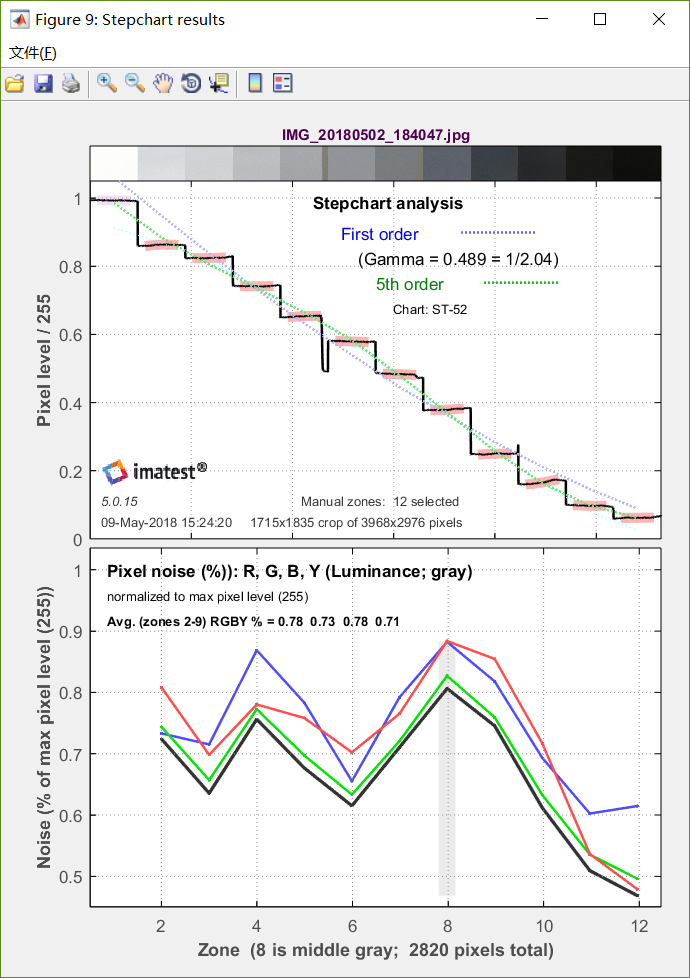 Figure 9: Stepchart results
文件(F)
IMG_20180502_184047.jpg
Stepchart analysis
First order
(Gamma = 0.489 = 1/2.04)
5th order
Chart: ST-52
1
0.8
0.6
0.4
0.2
0
Pixel level / 255
imatest®
5.0.15
Manual zones: 12 selected
09-May-2018 15:24:20
1715x1835 crop of 3968x2976 pixels
Pixel noise (%)): R, G, B, Y (Luminance; gray)
normalized to max pixel level (255)
Avg. (zones 2-9) RGBY % = 0.78 0.73 0.78 0.71
1
0.9
0.8
0.7
0.6
0.5
Noise (% of max pixel level (255))
2 4 6 8 10 12
Zone (8 is middle gray; 2820 pixels total)